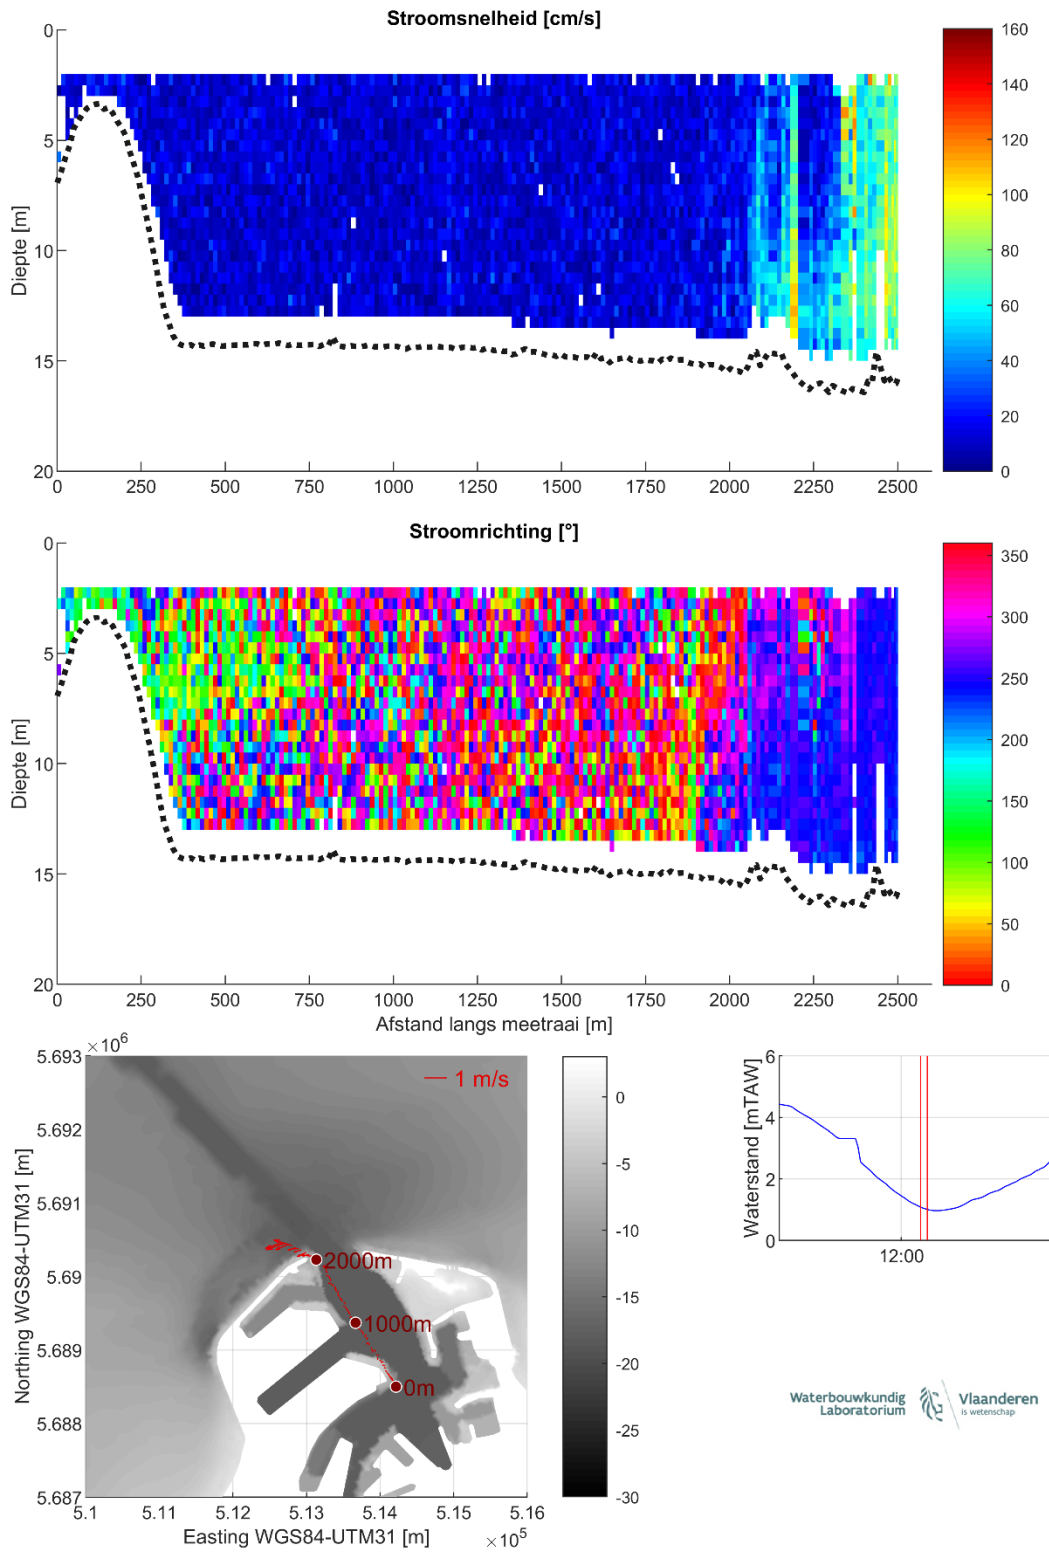 Stroomsnelheid [cm/s]
0
5
10
15
20
Diepte [m]
0 250 500 750 1000 1250 1500 1750 2000 2250 2500
160
140
120
100
80
60
40
20
0
Stroomrichting [°]
0
5
10
15
20
Diepte [m]
0 250 500 750 1000 1250 1500 1750 2000 2250 2500
Afstand langs meetraai [m]
350
300
250
200
150
100
50
0
×10⁶
5.693
5.692
5.691
5.69
5.689
5.688
5.687
Northing WGS84-UTM31 [m]
1 m/s
2000m
1000m
0m
5.1 5.11 5.12 5.13 5.14 5.15 5.16
Easting WGS84-UTM31 [m]
×10⁵
0
-5
-10
-15
-20
-25
-30
6
4
2
0
Waterstand [mTAW]
12:00
Waterbouwkundig
Laboratorium
Vlaanderen
is wetenschap